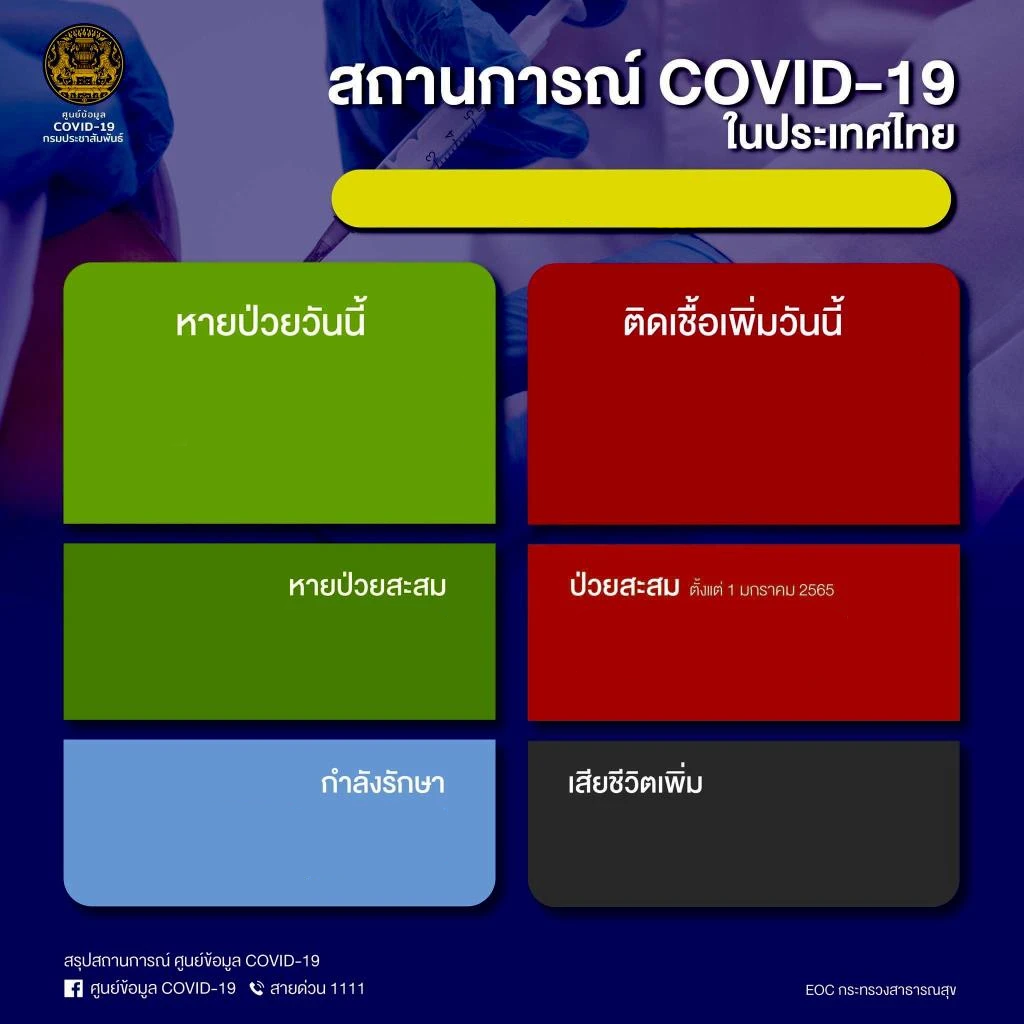 ศูนย์ข้อมูล
COVID-19
กรมประชาสัมพันธ์
สถานการณ์ COVID-19
ในประเทศไทย
หายป่วยวันนี้
ติดเชื้อเพิ่มวันนี้
หายป่วยสะสม
ป่วยสะสม ตั้งแต่ 1 มกราคม 2565
กำลังรักษา
เสียชีวิตเพิ่ม
สรุปสถานการณ์ ศูนย์ข้อมูล COVID-19
ศูนย์ข้อมูล COVID-19 สายด่วน 1111
EOC กระทรวงสาธารณสุข